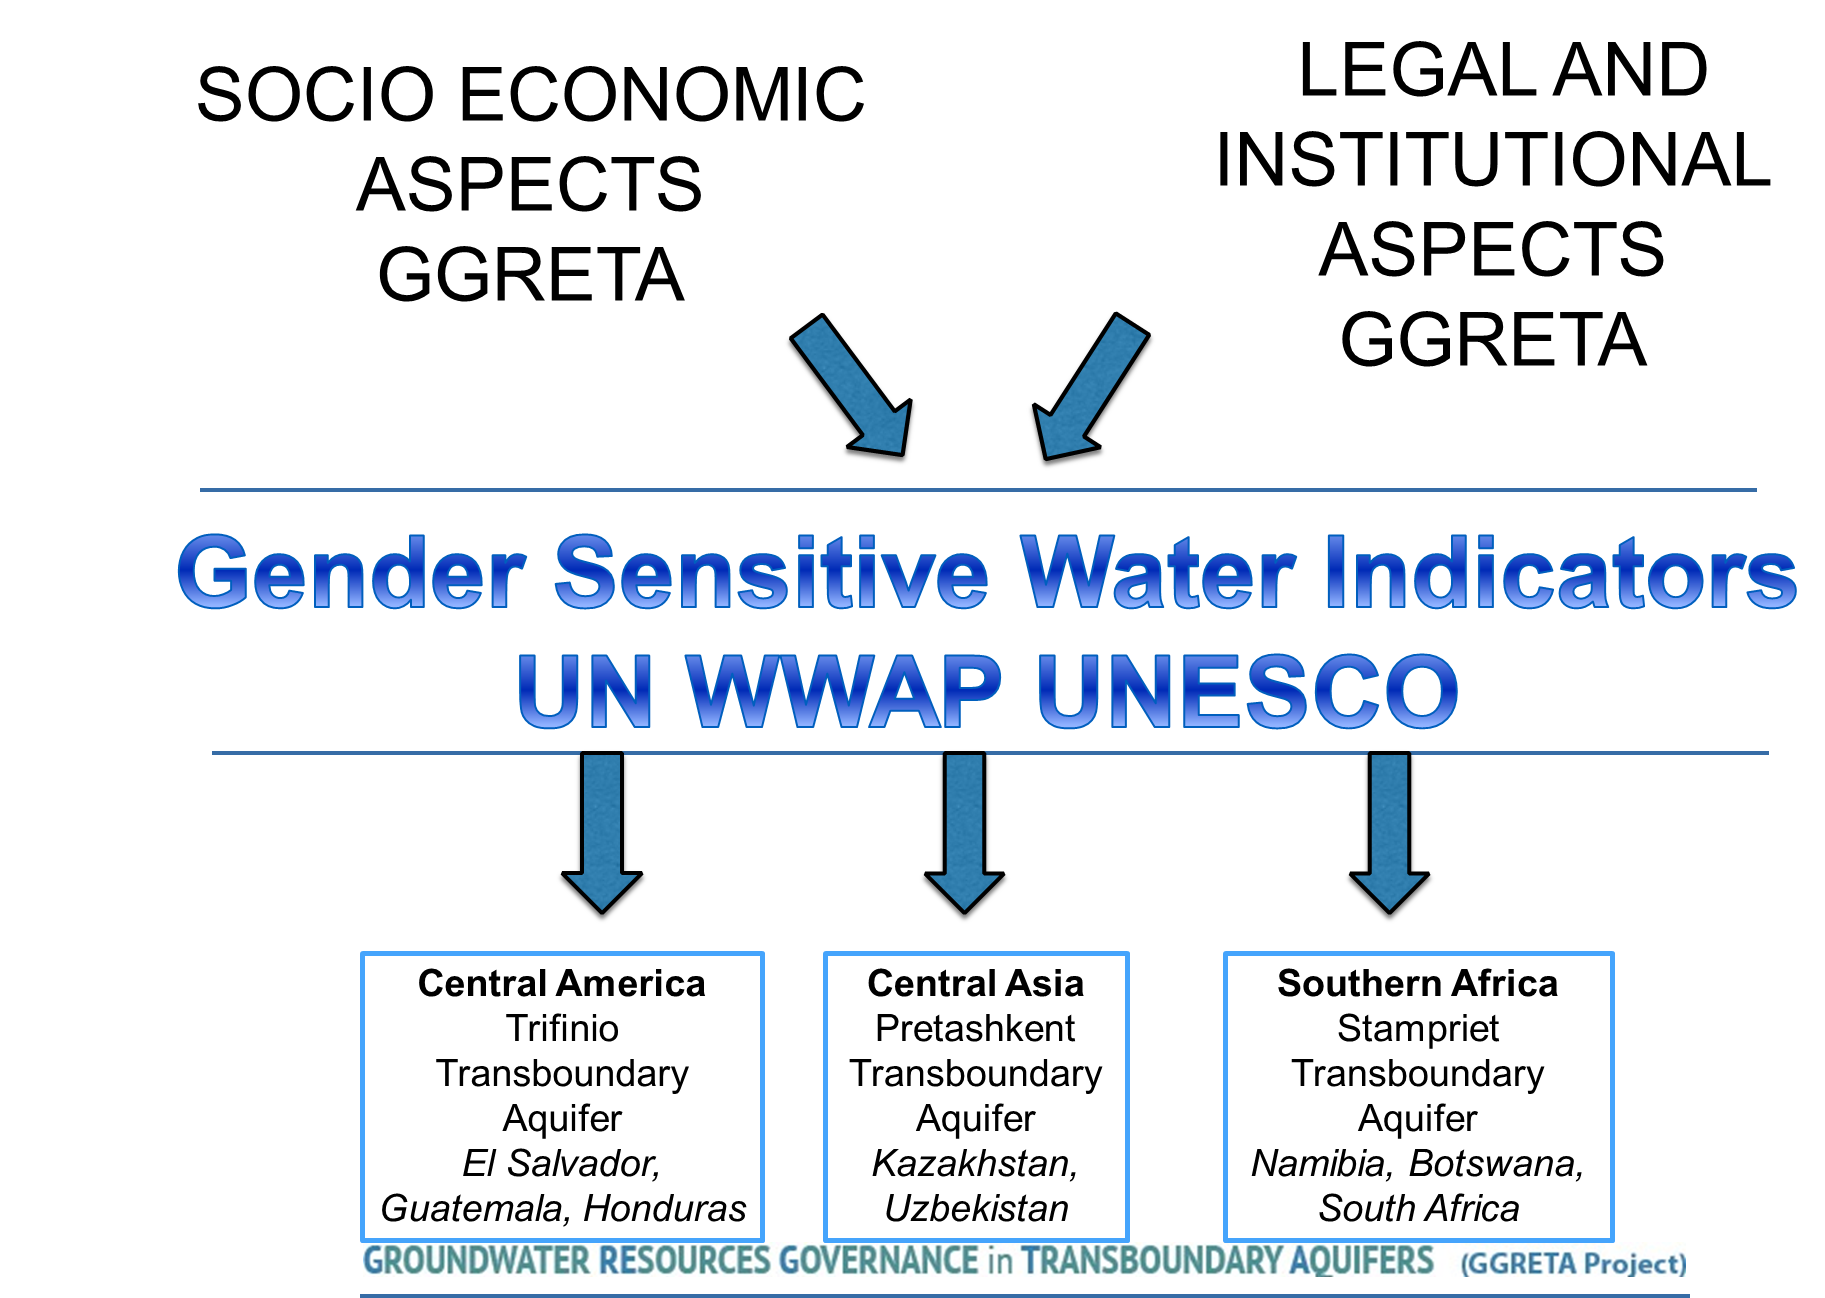 SOCIO ECONOMIC
ASPECTS
GGRETA
LEGAL AND
INSTITUTIONAL
ASPECTS
GGRETA
Gender Sensitive Water Indicators
UN WWAP UNESCO
Central America
Trifinio
Transboundary
Aquifer
El Salvador,
Guatemala, Honduras
Central Asia
Pretashkent
Transboundary
Aquifer
Kazakhstan,
Uzbekistan
Southern Africa
Stampriet
Transboundary
Aquifer
Namibia, Botswana,
South Africa
GROUNDWATER RESOURCES GOVERNANCE in TRANSBOUNDARY AQUIFERS (GGRETA Project)